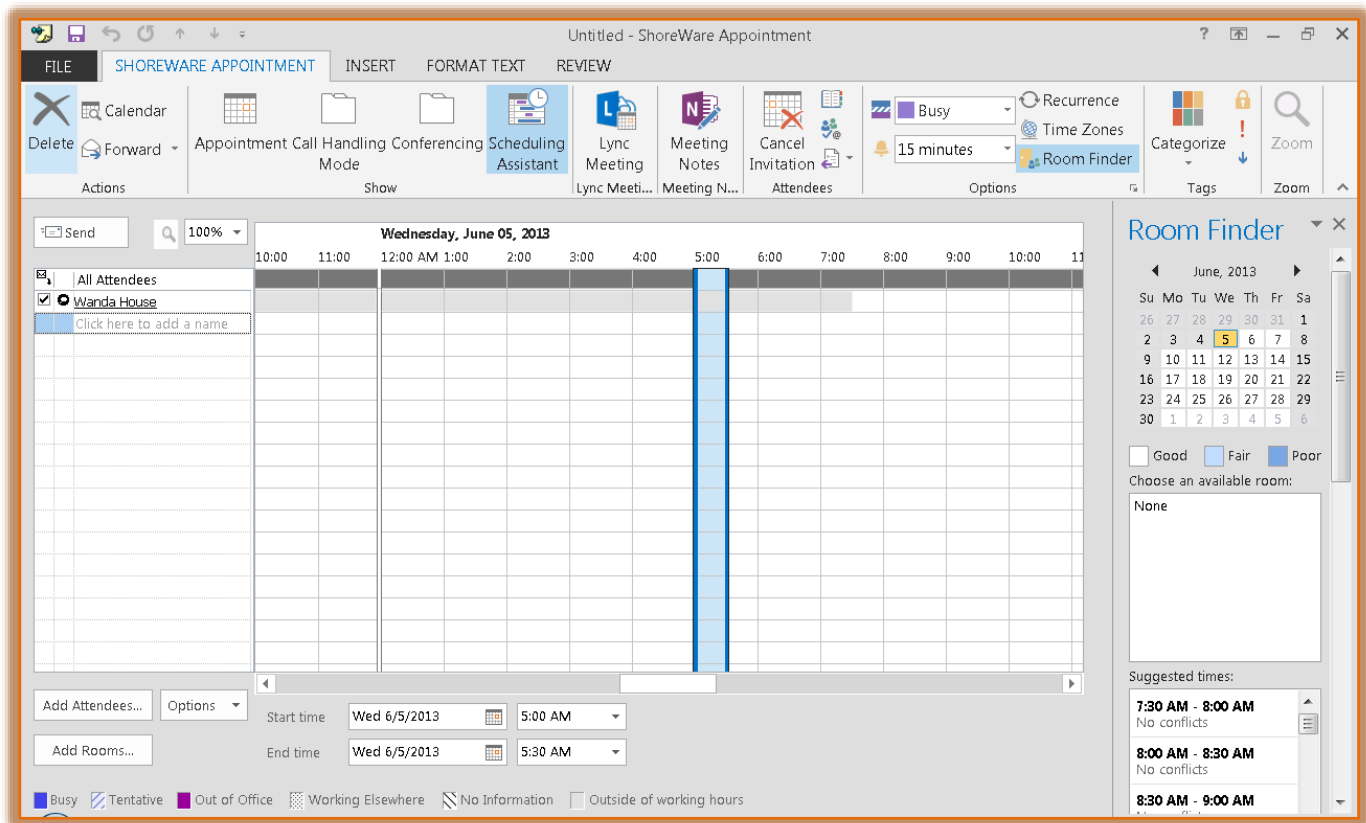 Untitled - ShoreWare Appointment
FILE SHOREWARE APPOINTMENT INSERT FORMAT TEXT REVIEW
Delete
Calendar
Forward
Actions
Appointment
Call Handling
Mode
Conferencing
Scheduling
Assistant
Show
Lync
Meeting
Lync Meeti...
Meeting
Notes
Meeting N...
Cancel
Invitation
Attendees
Busy
15 minutes
Recurrence
Time Zones
Room Finder
Options
Categorize
Tags
Zoom
Zoom
Send
100%
Wednesday, June 05, 2013
10:00 11:00 12:00 AM 1:00 2:00 3:00 4:00 5:00 6:00 7:00 8:00 9:00 10:00 11
All Attendees
Wanda House
Click here to add a name
Add Attendees... Options
Add Rooms...
Start time Wed 6/5/2013 5:00 AM
End time Wed 6/5/2013 5:30 AM
Busy Tentative Out of Office Working Elsewhere No Information Outside of working hours
Room Finder
June, 2013
Su Mo Tu We Th Fr Sa
26 27 28 29 30 31 1
2 3 4 5 6 7 8
9 10 11 12 13 14 15
16 17 18 19 20 21 22
23 24 25 26 27 28 29
30 1 2 3 4 5 6
Good Fair Poor
Choose an available room:
None
Suggested times:
7:30 AM - 8:00 AM
No conflicts
8:00 AM - 8:30 AM
No conflicts
8:30 AM - 9:00 AM